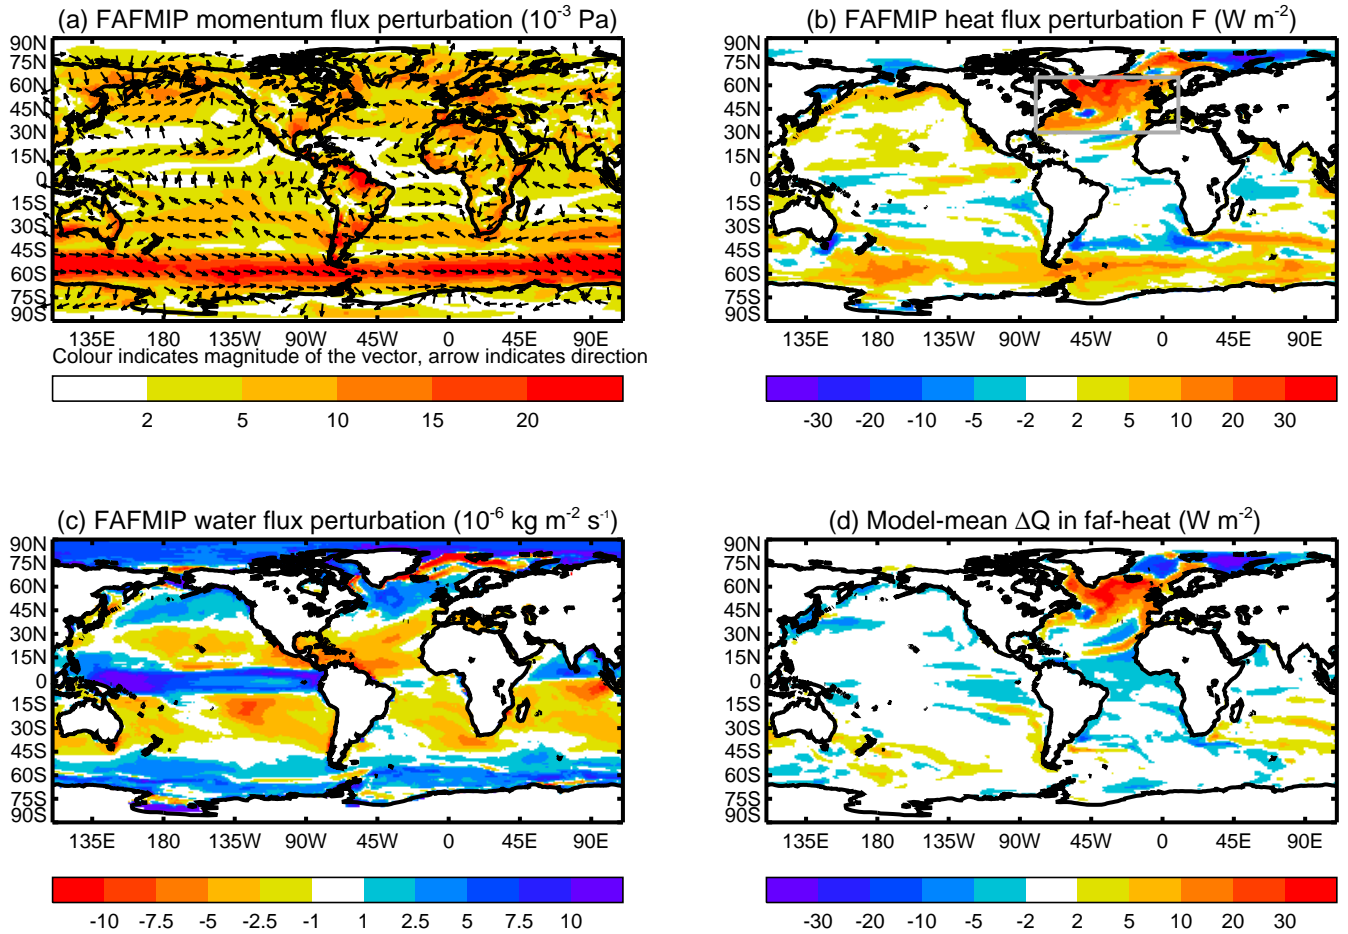 (a) FAFMIP momentum flux perturbation (10⁻³ Pa)
90N
75N
60N
45N
30N
15N
0
15S
30S
45S
60S
75S
90S
135E 180 135W 90W 45W 0 45E 90E
Colour indicates magnitude of the vector, arrow indicates direction
2 5 10 15 20
(b) FAFMIP heat flux perturbation F (W m⁻²)
90N
75N
60N
45N
30N
15N
0
15S
30S
45S
60S
75S
90S
135E 180 135W 90W 45W 0 45E 90E
-30 -20 -10 -5 -2 2 5 10 20 30
(c) FAFMIP water flux perturbation (10⁻⁶ kg m⁻² s⁻¹)
90N
75N
60N
45N
30N
15N
0
15S
30S
45S
60S
75S
90S
135E 180 135W 90W 45W 0 45E 90E
-10 -7.5 -5 -2.5 -1 1 2.5 5 7.5 10
(d) Model-mean ΔQ in faf-heat (W m⁻²)
90N
75N
60N
45N
30N
15N
0
15S
30S
45S
60S
75S
90S
135E 180 135W 90W 45W 0 45E 90E
-30 -20 -10 -5 -2 2 5 10 20 30